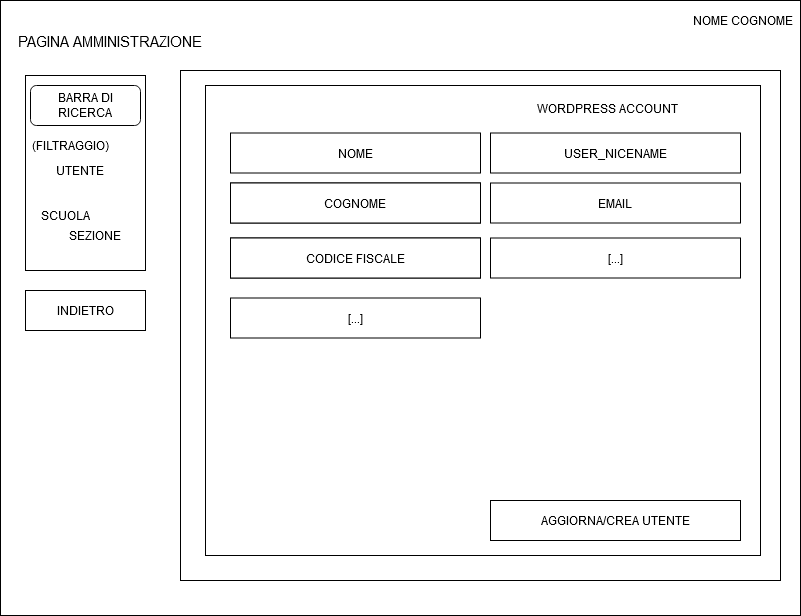 NOME COGNOME
PAGINA AMMINISTRAZIONE
BARRA DI
RICERCA
(FILTRAGGIO)
UTENTE
SCUOLA
SEZIONE
INDIETRO
WORDPRESS ACCOUNT
NOME
USER_NICENAME
COGNOME
EMAIL
CODICE FISCALE
[...]
[...]
AGGIORNA/CREA UTENTE